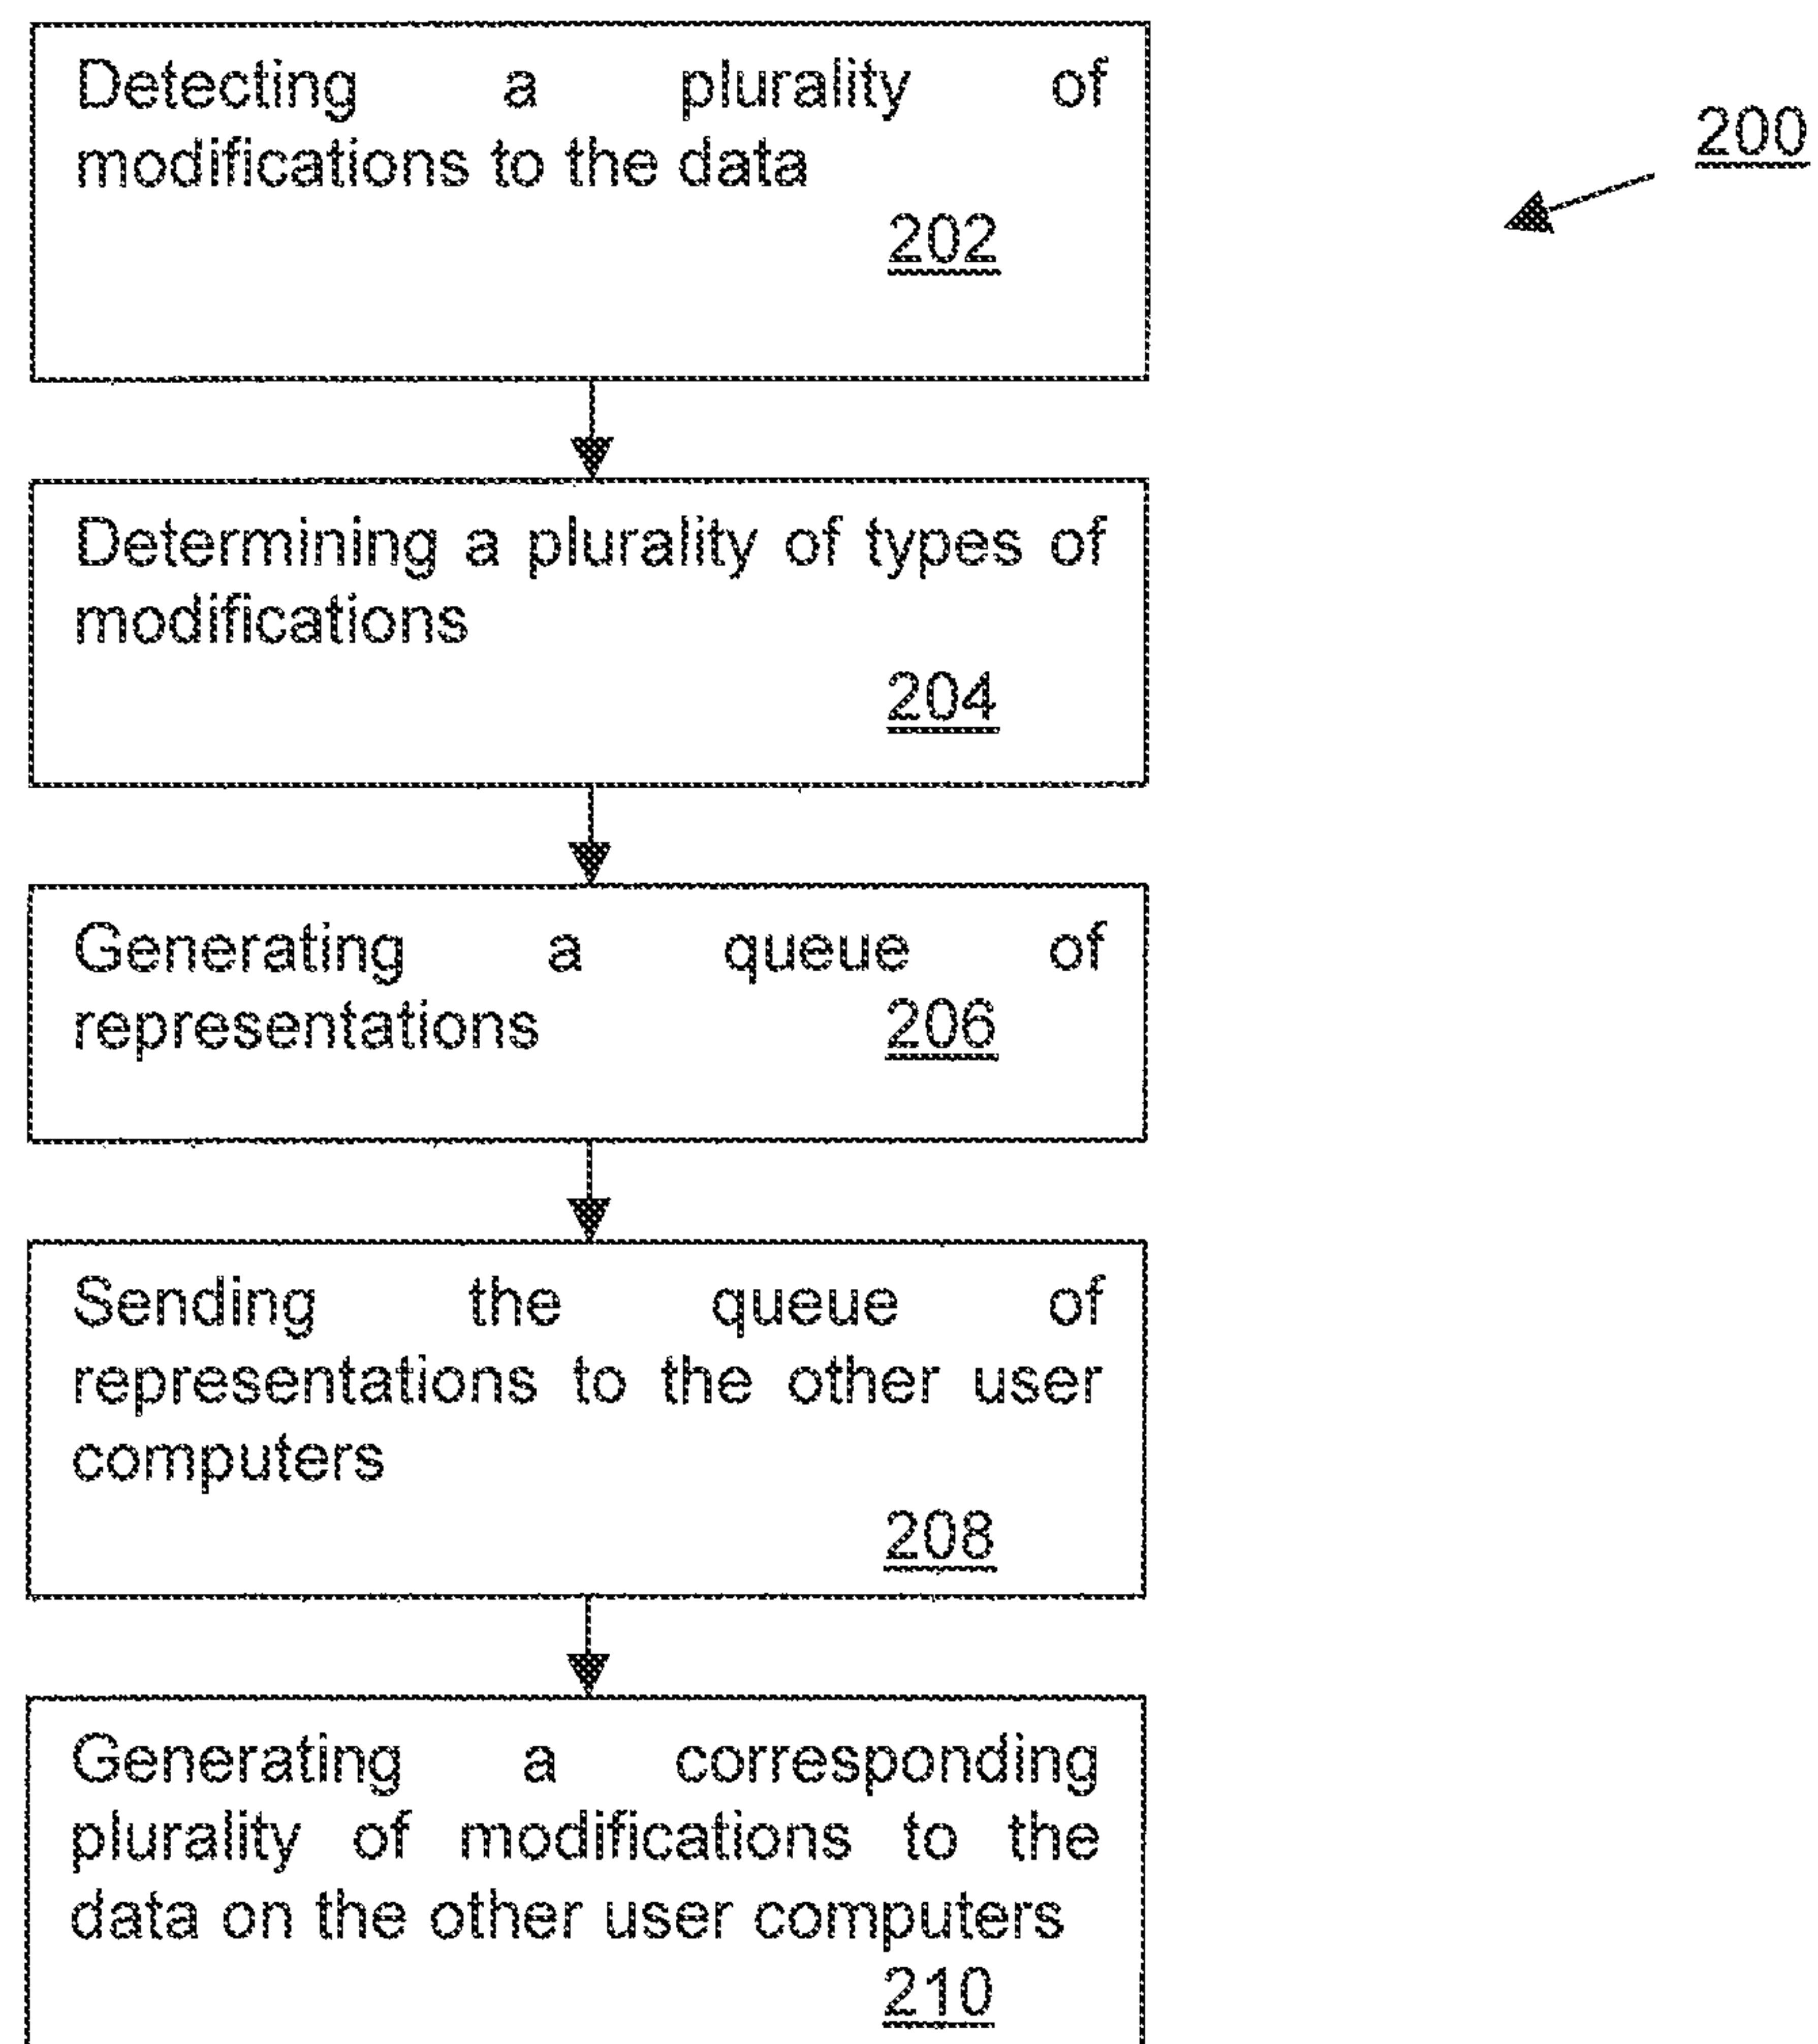 Detecting a plurality of
modifications to the data
202
200
Determining a plurality of types of
modifications
204
Generating a queue of
representations 206
Sending the queue of
representations to the other user
computers
208
Generating a corresponding
plurality of modifications to the
data on the other user computers
210